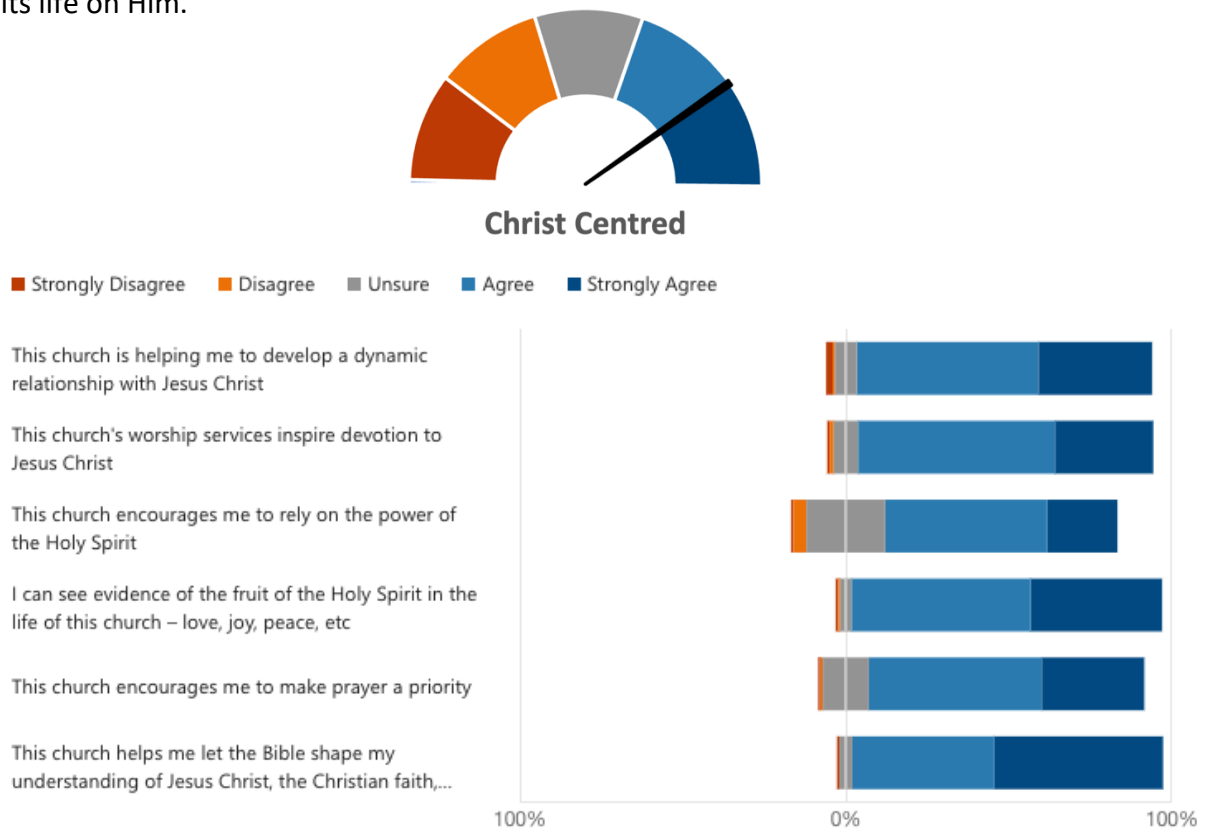 its life on Him.
Christ Centred
Strongly Disagree Disagree Unsure Agree Strongly Agree
This church is helping me to develop a dynamic
relationship with Jesus Christ
This church's worship services inspire devotion to
Jesus Christ
This church encourages me to rely on the power of
the Holy Spirit
I can see evidence of the fruit of the Holy Spirit in the
life of this church – love, joy, peace, etc
This church encourages me to make prayer a priority
This church helps me let the Bible shape my
understanding of Jesus Christ, the Christian faith,...
100% 0% 100%